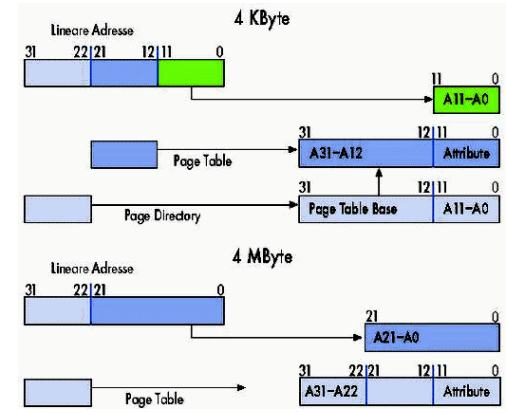 4 KByte
Lineare Adresse
31 22 21 12 11 0
11 0
A11-A0
31 12 11 0
Page Table
A31-A12 Attribute
31 12 11 0
Page Directory
Page Table Base A11-A0
4 MByte
Lineare Adresse
31 22 21 0
21 0
A21-A0
31 22 21 12 11 0
A31-A22 Attribute
Page Table